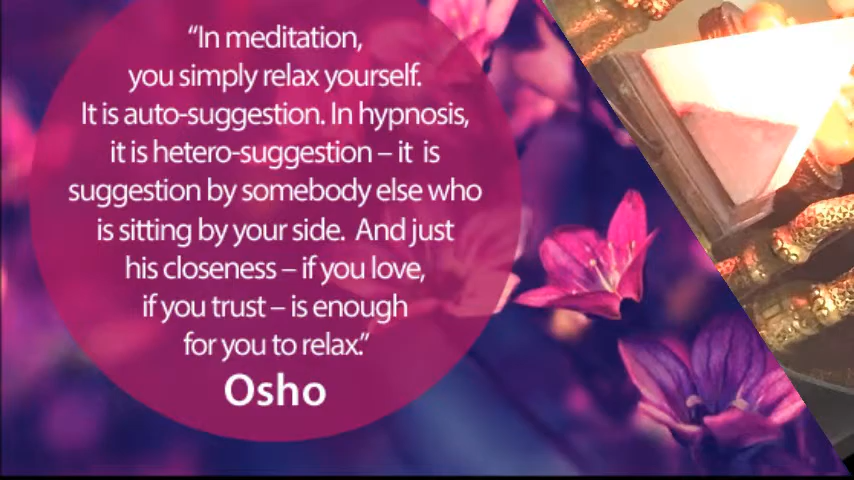 “In meditation,
you simply relax yourself.
It is auto-suggestion. In hypnosis,
it is hetero-suggestion – it is
suggestion by somebody else who
is sitting by your side. And just
his closeness – if you love,
if you trust – is enough
for you to relax.”
Osho